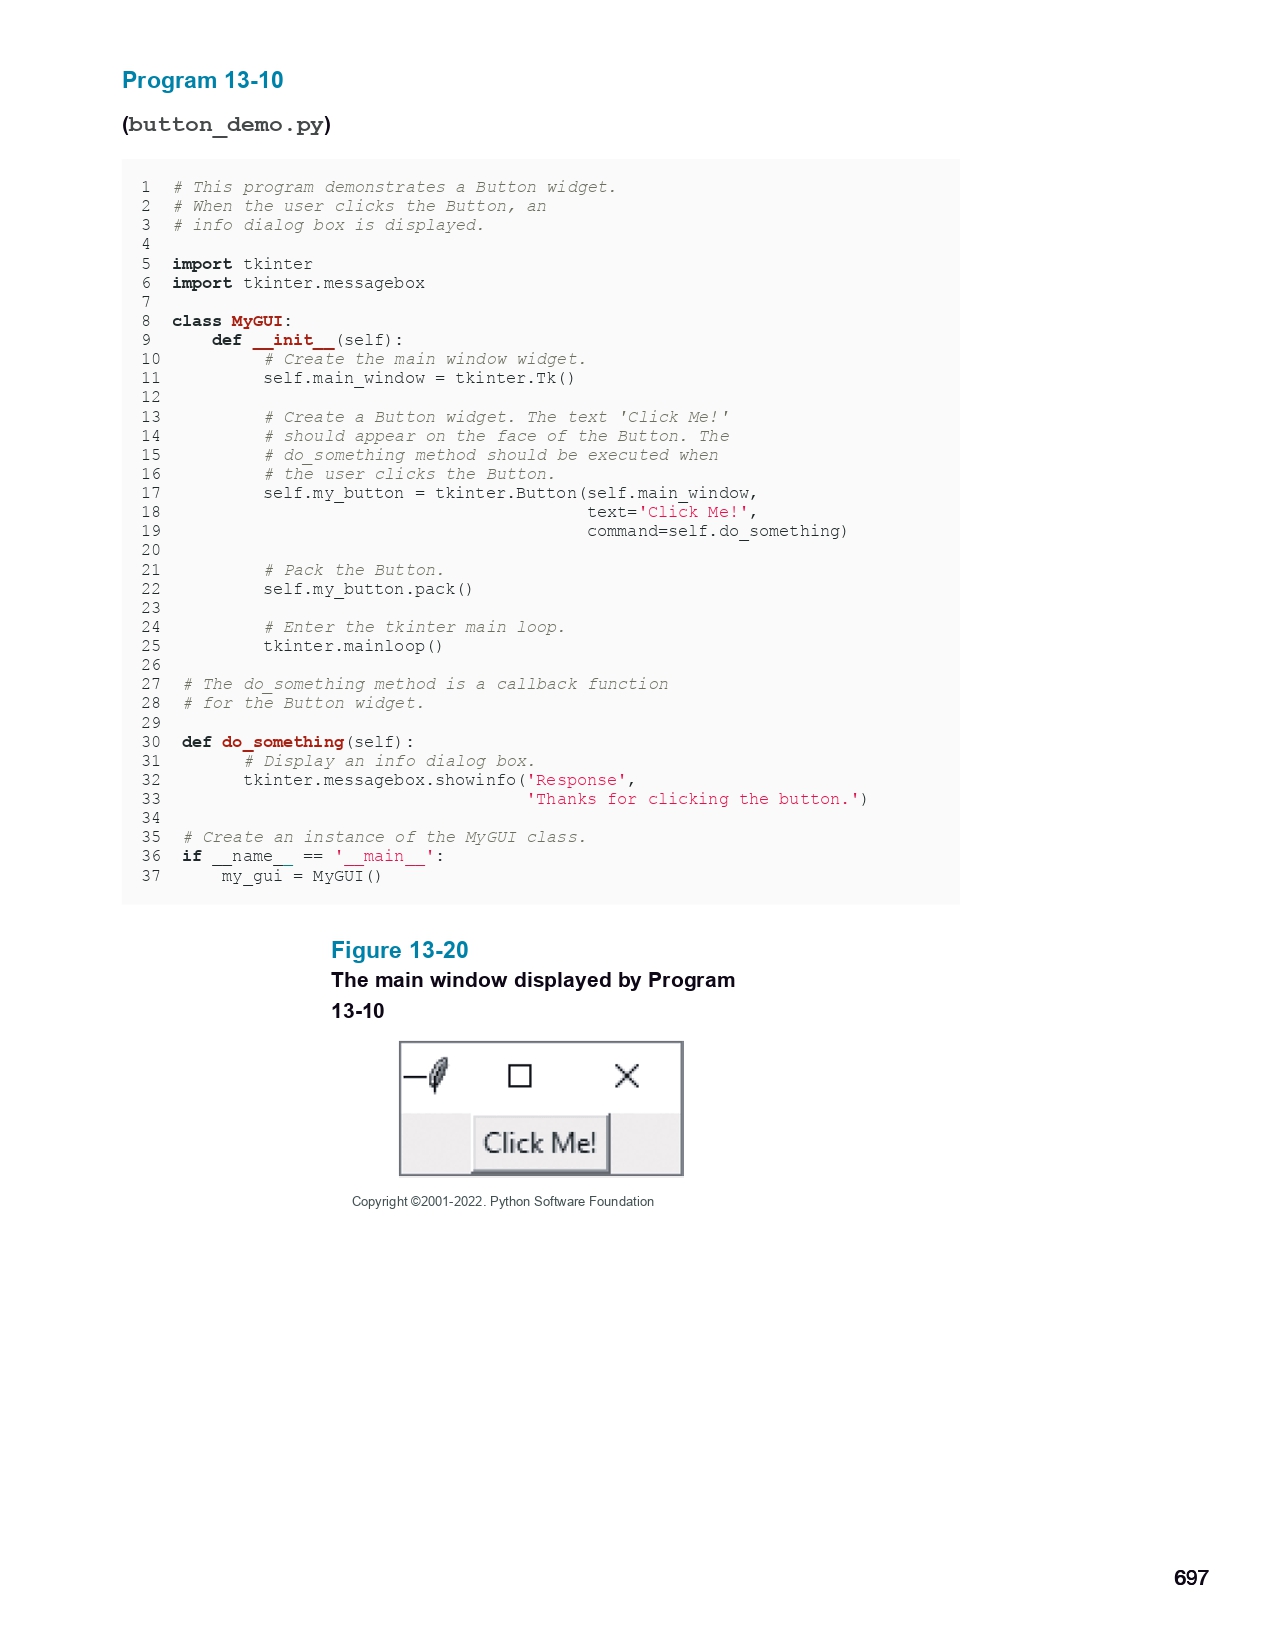 Program 13-10
(button_demo.py)
1 # This program demonstrates a Button widget.
2 # When the user clicks the Button, an
3 # info dialog box is displayed.
4
5 import tkinter
6 import tkinter.messagebox
7
8 class MyGUI:
9     def __init__(self):
10         # Create the main window widget.
11         self.main_window = tkinter.Tk()
12
13         # Create a Button widget. The text 'Click Me!'
14         # should appear on the face of the Button. The
15         # do_something method should be executed when
16         # the user clicks the Button.
17         self.my_button = tkinter.Button(self.main_window,
18                                         text='Click Me!',
19                                         command=self.do_something)
20
21         # Pack the Button.
22         self.my_button.pack()
23
24         # Enter the tkinter main loop.
25         tkinter.mainloop()
26
27  # The do_something method is a callback function
28  # for the Button widget.
29
30  def do_something(self):
31       # Display an info dialog box.
32       tkinter.messagebox.showinfo('Response',
33                                   'Thanks for clicking the button.')
34
35  # Create an instance of the MyGUI class.
36  if __name__ == '__main__':
37      my_gui = MyGUI()
Figure 13-20
The main window displayed by Program
13-10
Click Me!
Copyright ©2001-2022. Python Software Foundation
697